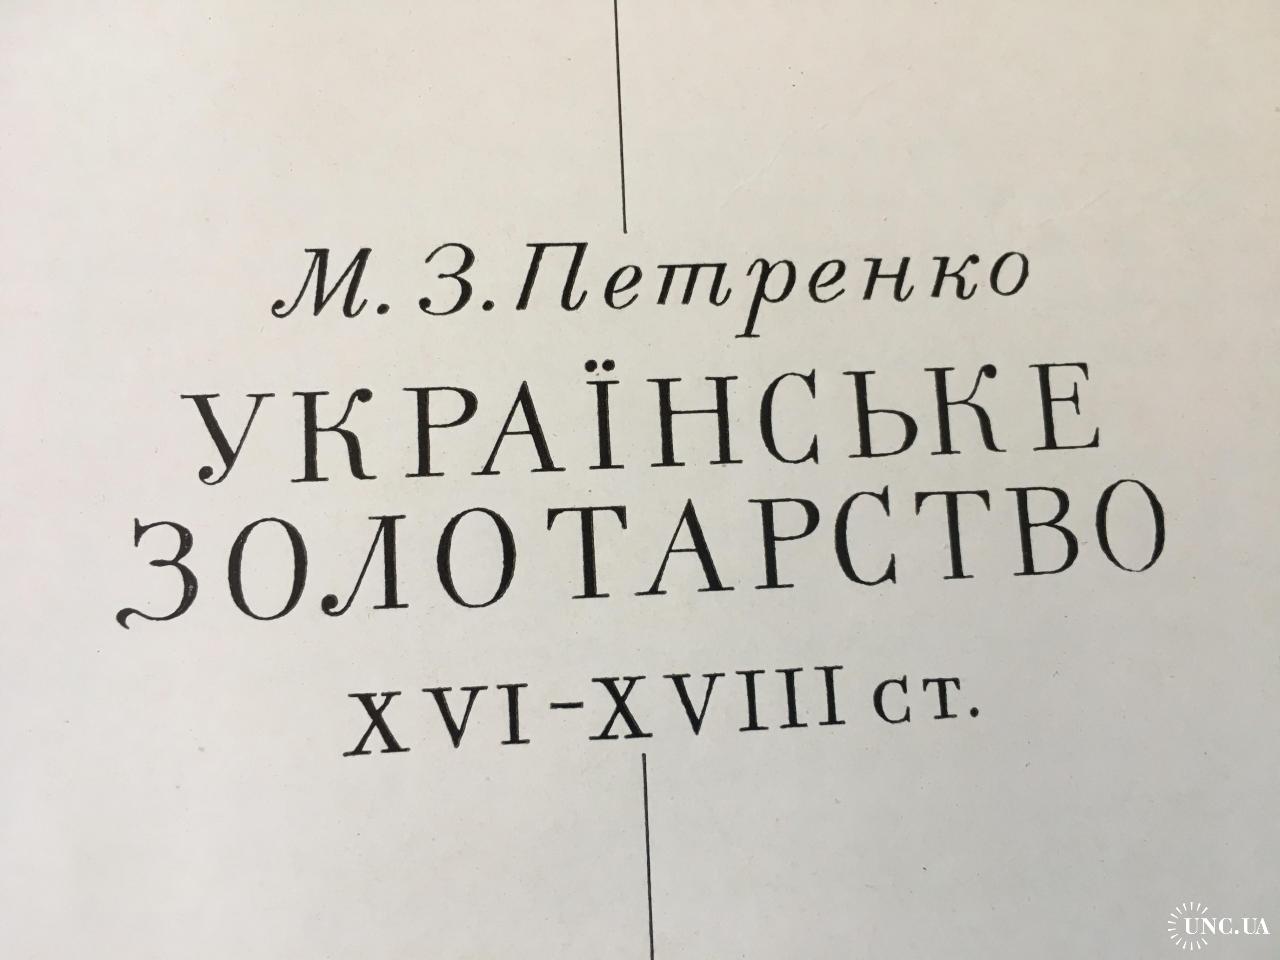 М. З. Петренко
УКРАЇНСЬКЕ
ЗОЛОТАРСТВО
XVI–XVIII ст.
UNC.UA